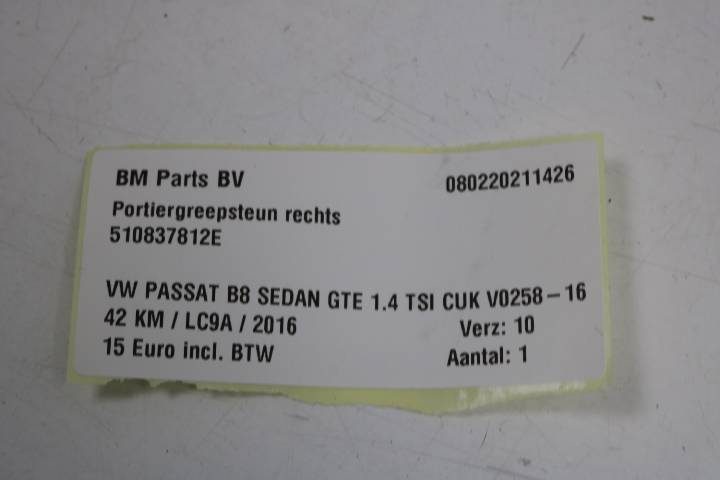 BM Parts BV 080220211426
Portiergreepsteun rechts
510837812E
VW PASSAT B8 SEDAN GTE 1.4 TSI CUK V0258-16
42 KM / LC9A / 2016 Verz: 10
15 Euro incl. BTW Aantal: 1